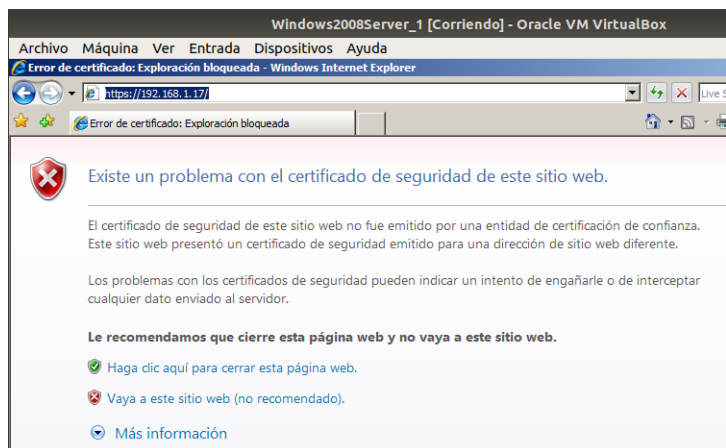 Windows2008Server_1 [Corriendo] - Oracle VM VirtualBox
Archivo Máquina Ver Entrada Dispositivos Ayuda
Error de certificado: Exploración bloqueada - Windows Internet Explorer
https://192.168.1.17/
Live S
Error de certificado: Exploración bloqueada
Existe un problema con el certificado de seguridad de este sitio web.
El certificado de seguridad de este sitio web no fue emitido por una entidad de certificación de confianza.
Este sitio web presentó un certificado de seguridad emitido para una dirección de sitio web diferente.
Los problemas con los certificados de seguridad pueden indicar un intento de engañarle o de interceptar
cualquier dato enviado al servidor.
Le recomendamos que cierre esta página web y no vaya a este sitio web.
Haga clic aquí para cerrar esta página web.
Vaya a este sitio web (no recomendado).
Más información